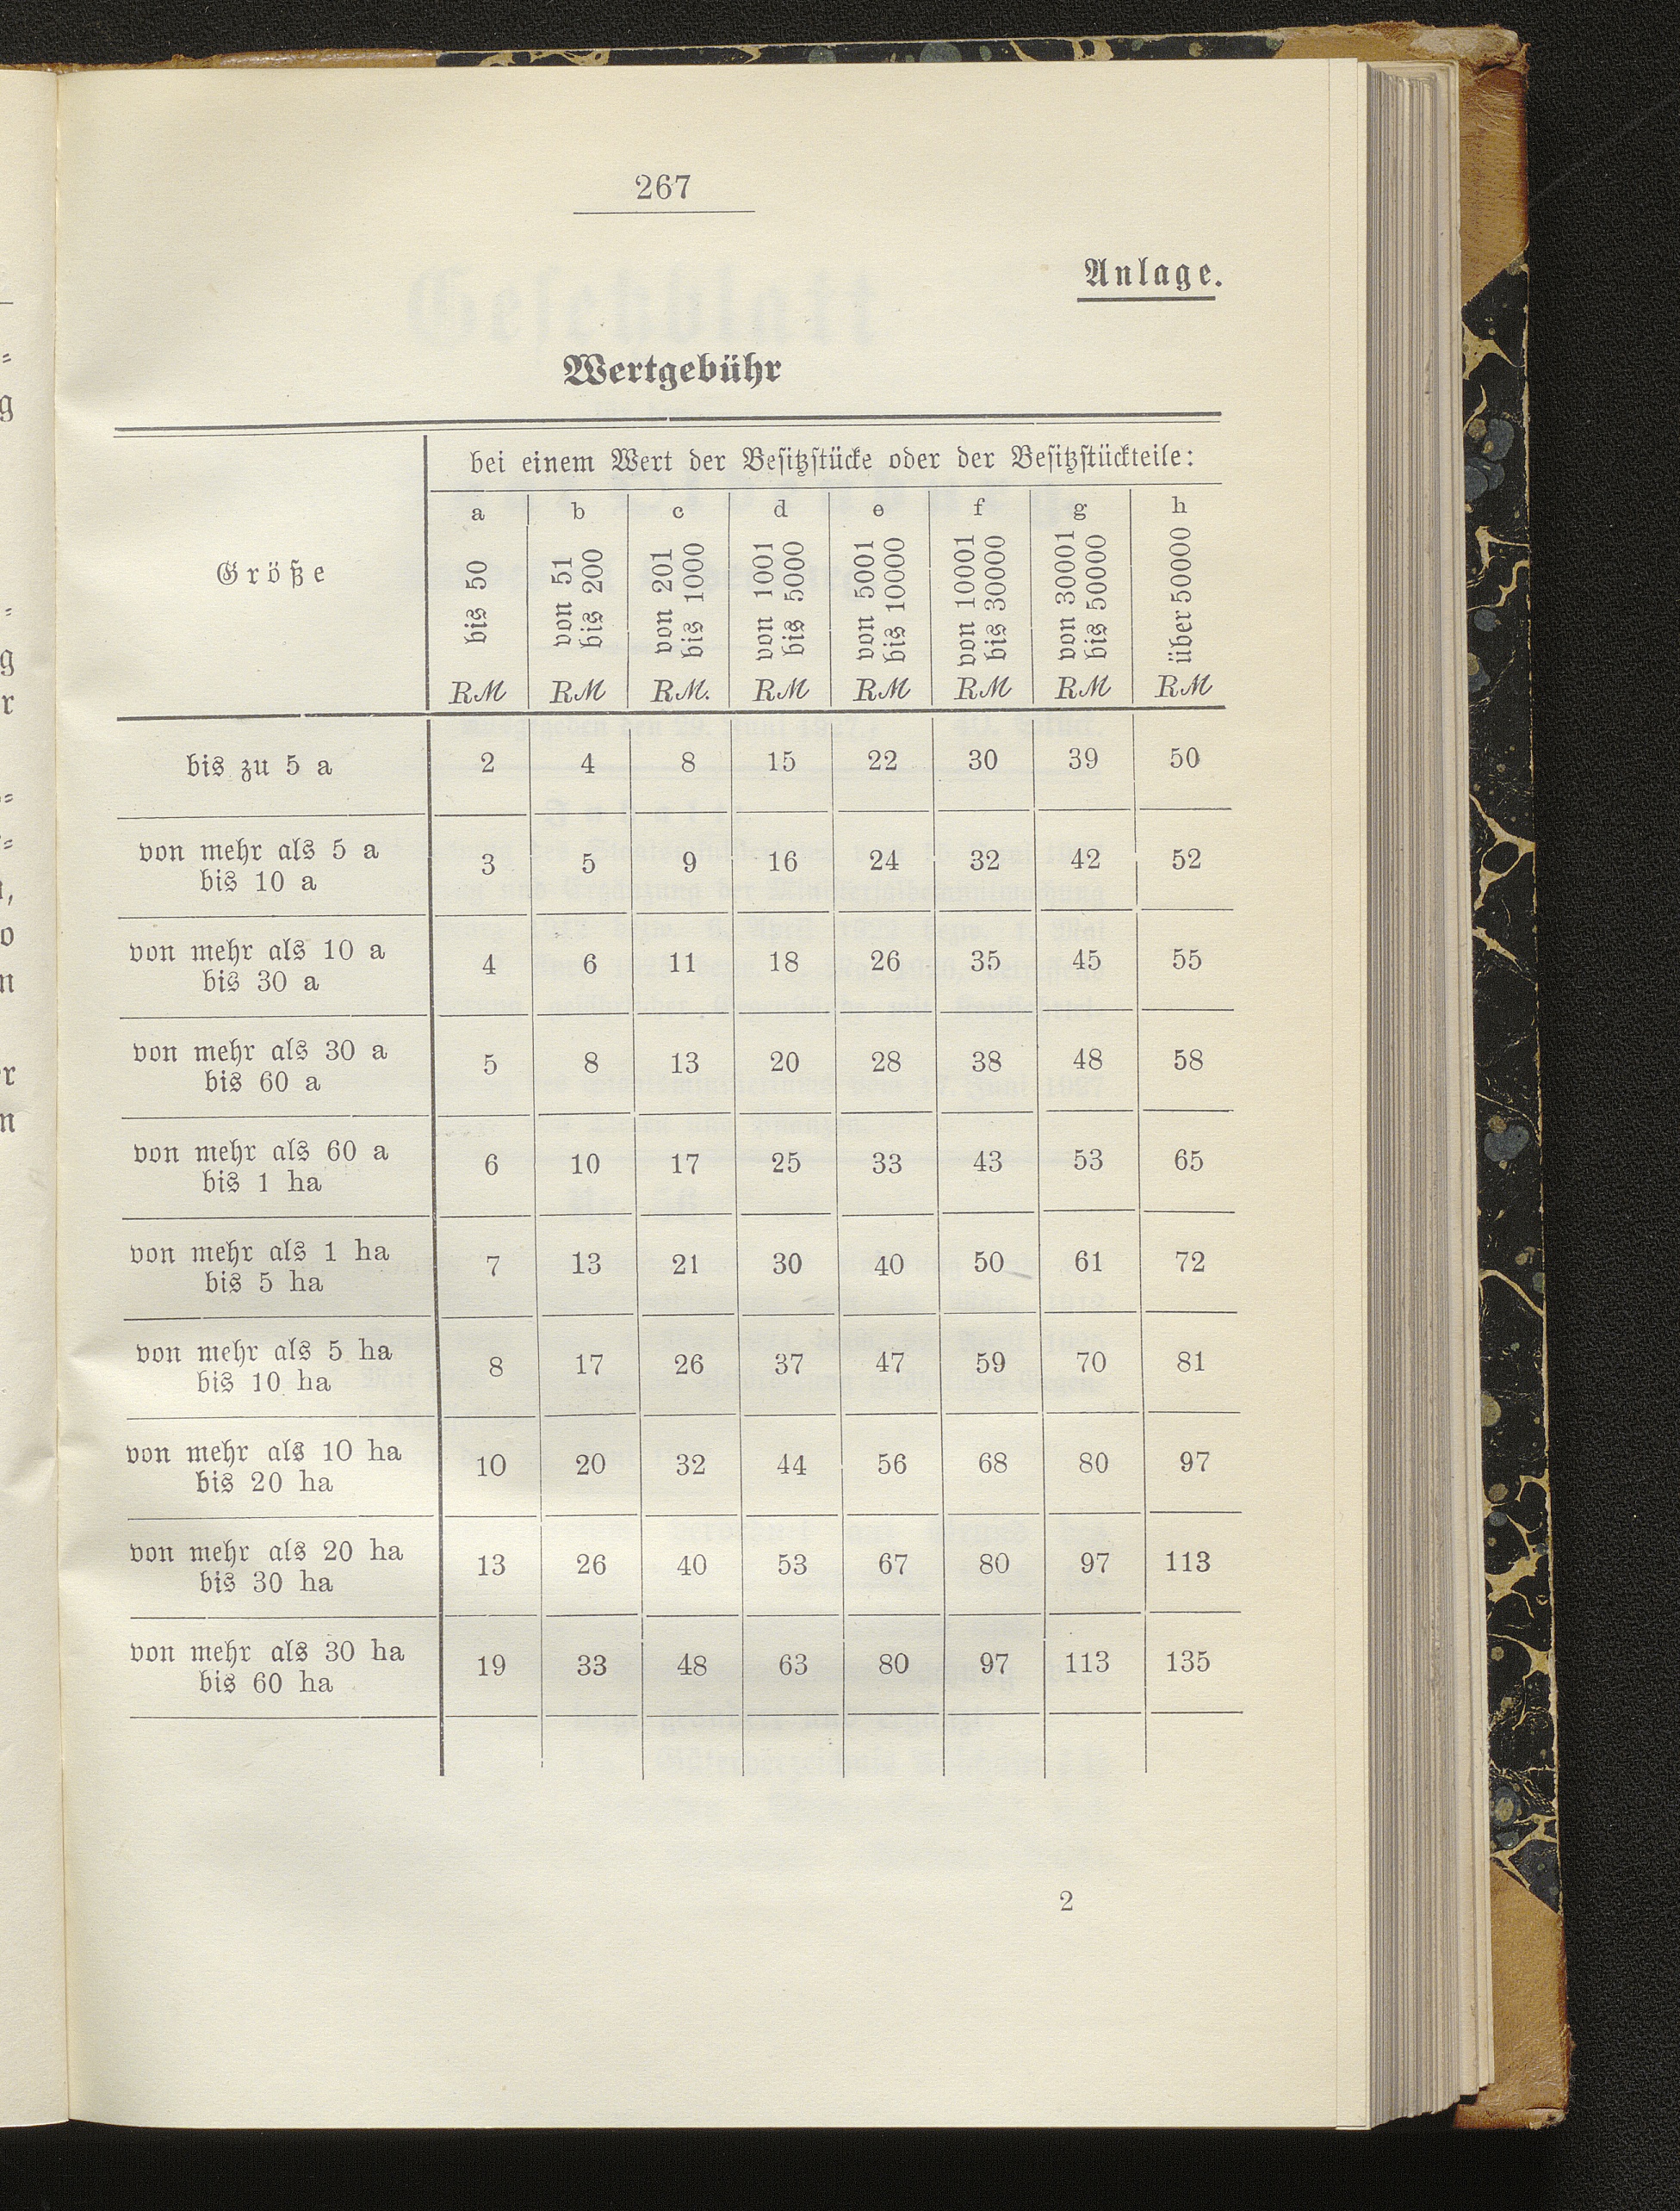 267
Anlage.
Wertgebühr
Größe
bei einem Wert der Besitzstücke oder der Besitzstückteile:
a b c d e f g h
bis 50
von 51
bis 200
von 201
bis 1000
von 1001
bis 5000
von 5001
bis 10000
von 10001
bis 30000
von 30001
bis 50000
über 50000
RM RM RM. RM RM RM RM RM
bis zu 5 a 2 4 8 15 22 30 39 50
von mehr als 5 a
bis 10 a
3 5 9 16 24 32 42 52
von mehr als 10 a
bis 30 a
4 6 11 18 26 35 45 55
von mehr als 30 a
bis 60 a
5 8 13 20 28 38 48 58
von mehr als 60 a
bis 1 ha
6 10 17 25 33 43 53 65
von mehr als 1 ha
bis 5 ha
7 13 21 30 40 50 61 72
von mehr als 5 ha
bis 10 ha
8 17 26 37 47 59 70 81
von mehr als 10 ha
bis 20 ha
10 20 32 44 56 68 80 97
von mehr als 20 ha
bis 30 ha
13 26 40 53 67 80 97 113
von mehr als 30 ha
bis 60 ha
19 33 48 63 80 97 113 135
2